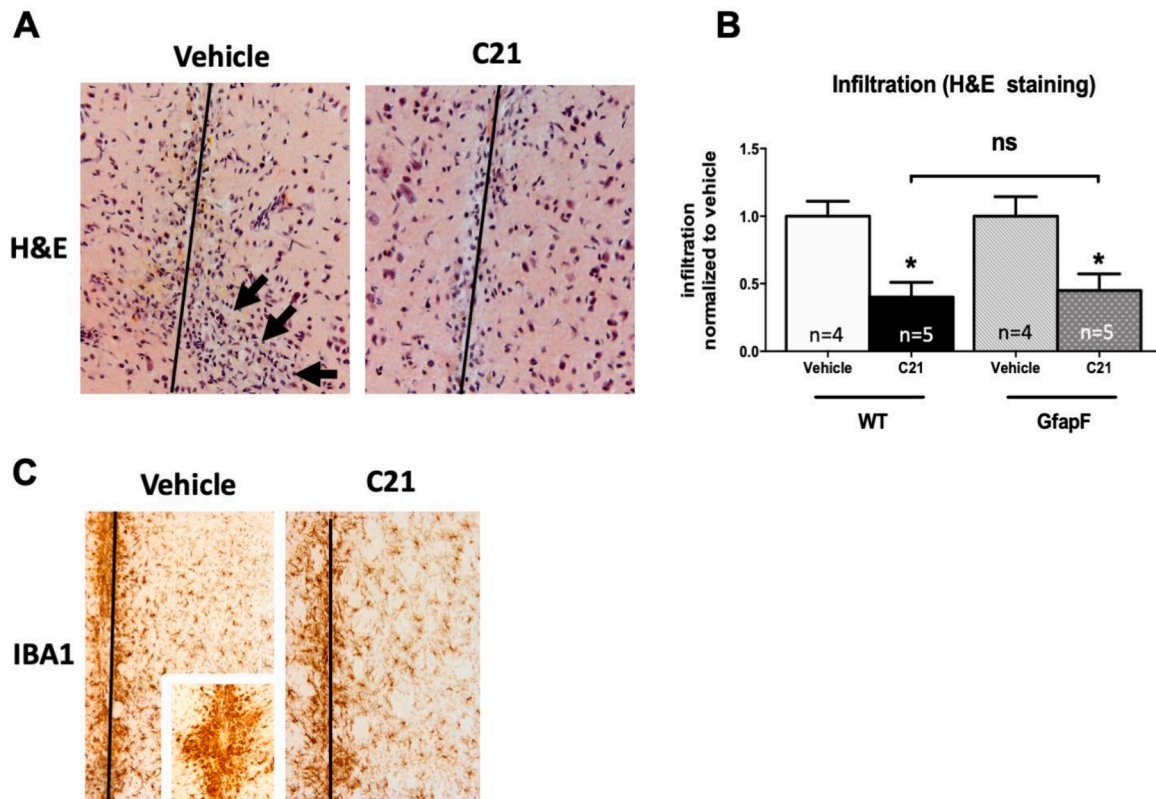 A
Vehicle
C21
H&E
B
Infiltration (H&E staining)
ns
infiltration
normalized to vehicle
1.5
1.0
0.5
0.0
*
*
n=4
n=5
n=4
n=5
Vehicle
C21
Vehicle
C21
WT
GfapF
C
Vehicle
C21
IBA1